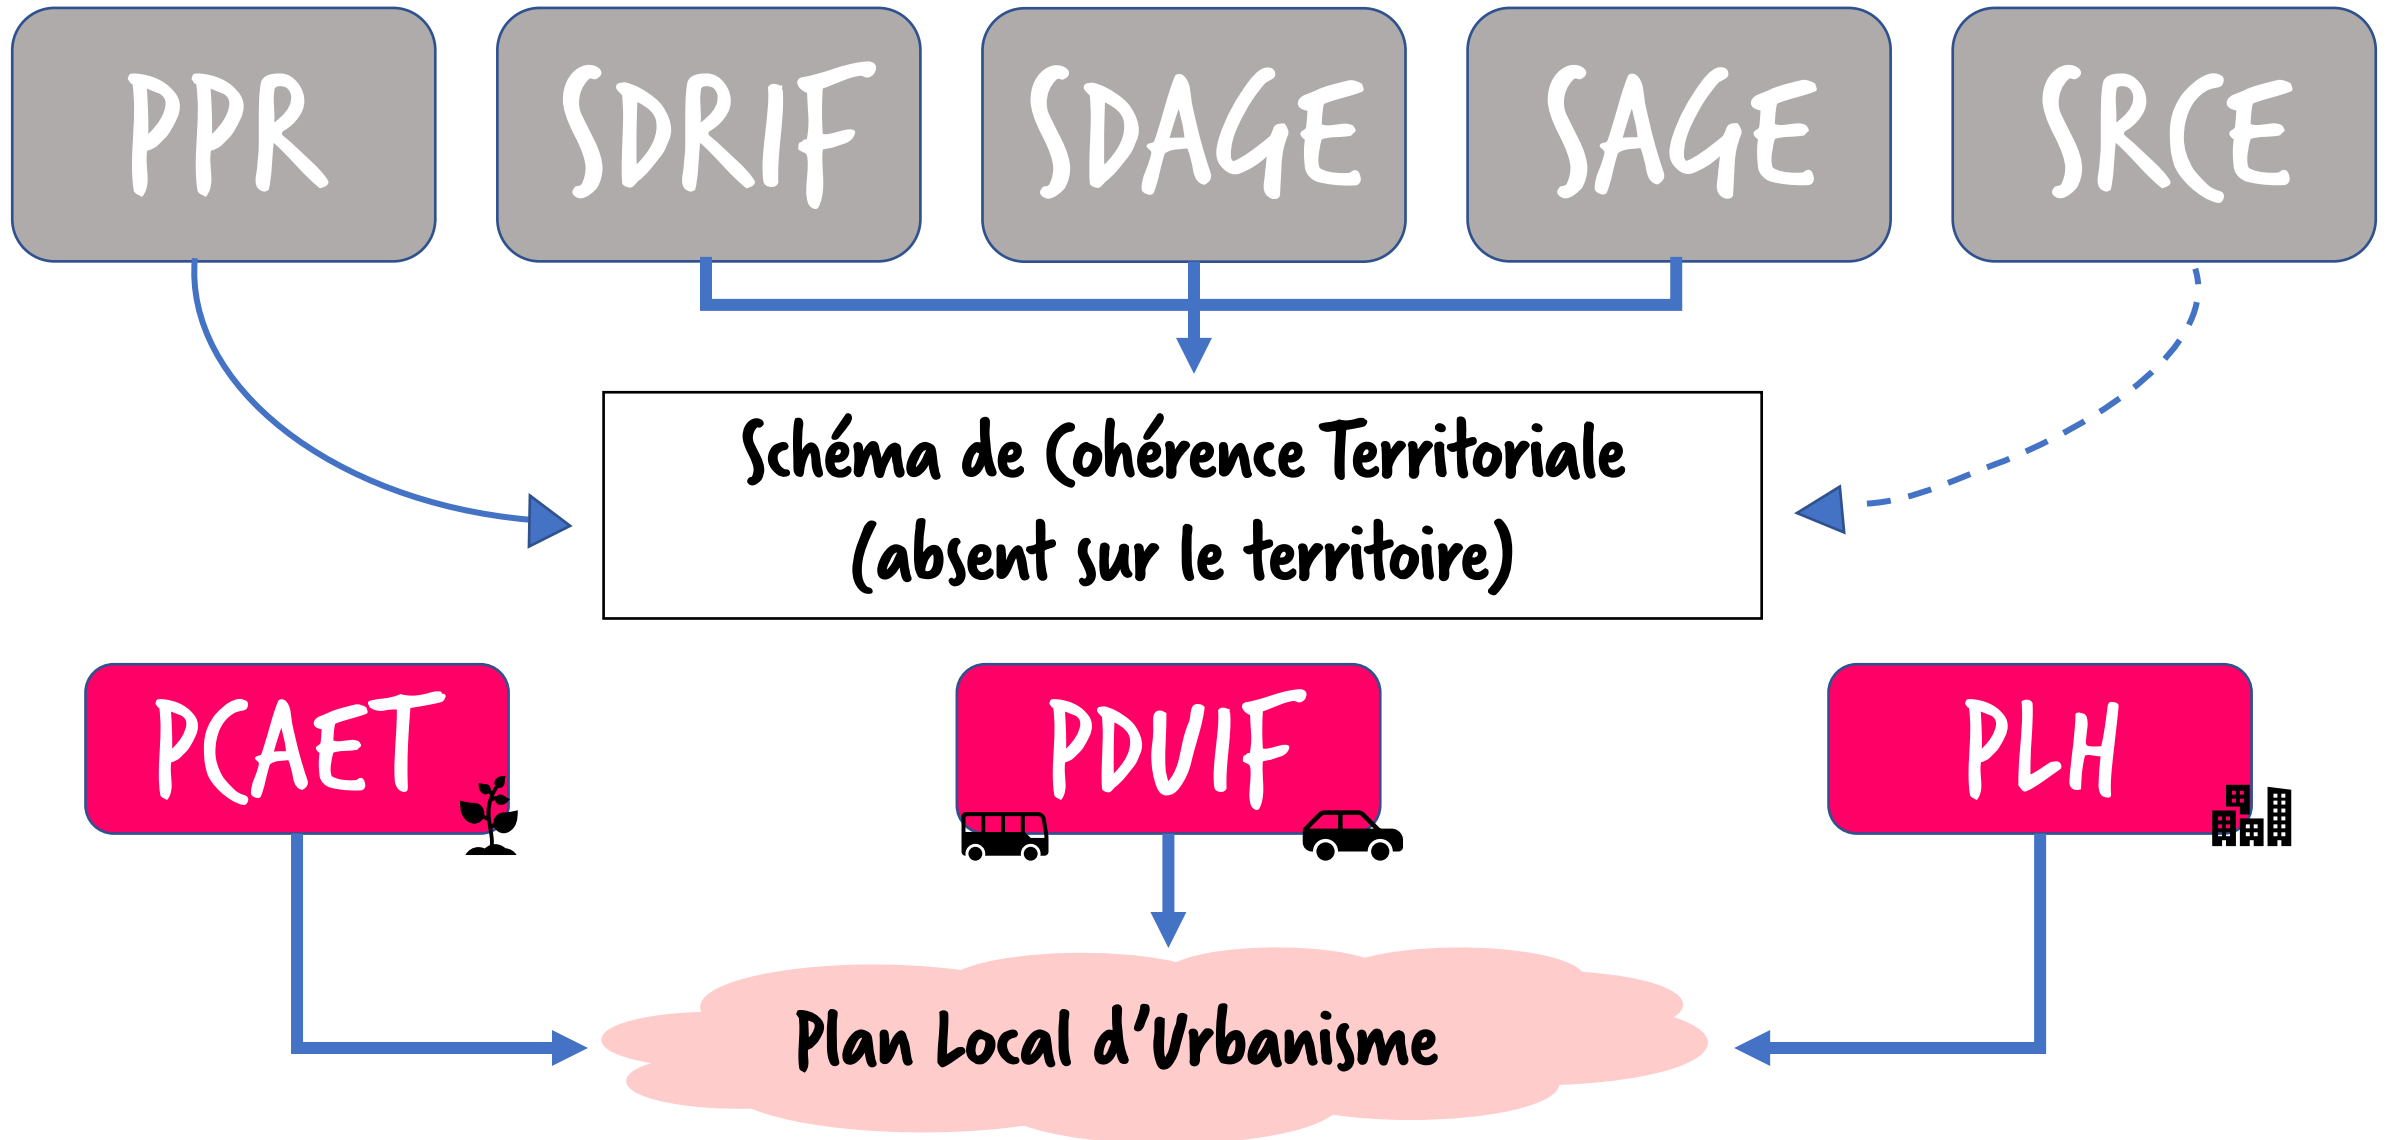 PPR
SDRIF
SDAGE
SAGE
SRCE
Schéma de Cohérence Territoriale
(absent sur le territoire)
PCAET
PDUIF
PLH
Plan Local d'Urbanisme